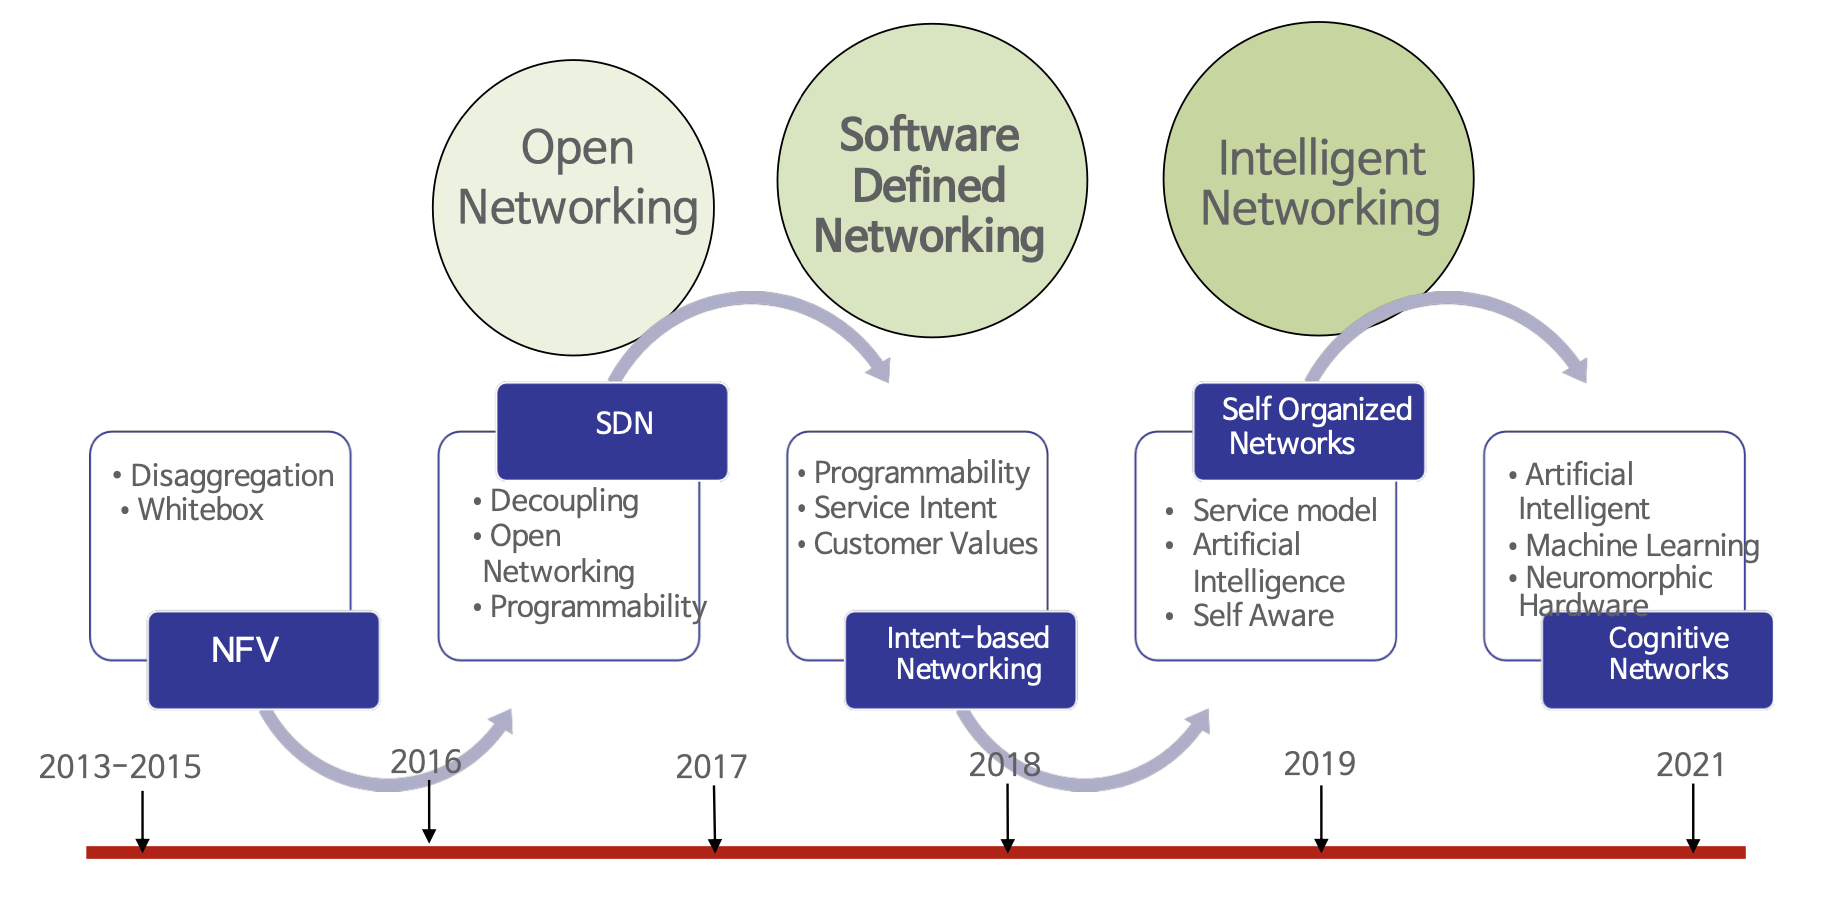 Open
Networking
Software
Defined
Networking
Intelligent
Networking
• Disaggregation
• Whitebox
NFV
SDN
• Decoupling
• Open
Networking
• Programmability
• Programmability
• Service Intent
• Customer Values
Intent-based
Networking
Self Organized
Networks
• Service model
• Artificial
Intelligence
• Self Aware
• Artificial
Intelligent
• Machine Learning
• Neuromorphic
Hardware
Cognitive
Networks
2013-2015
2016
2017
2018
2019
2021